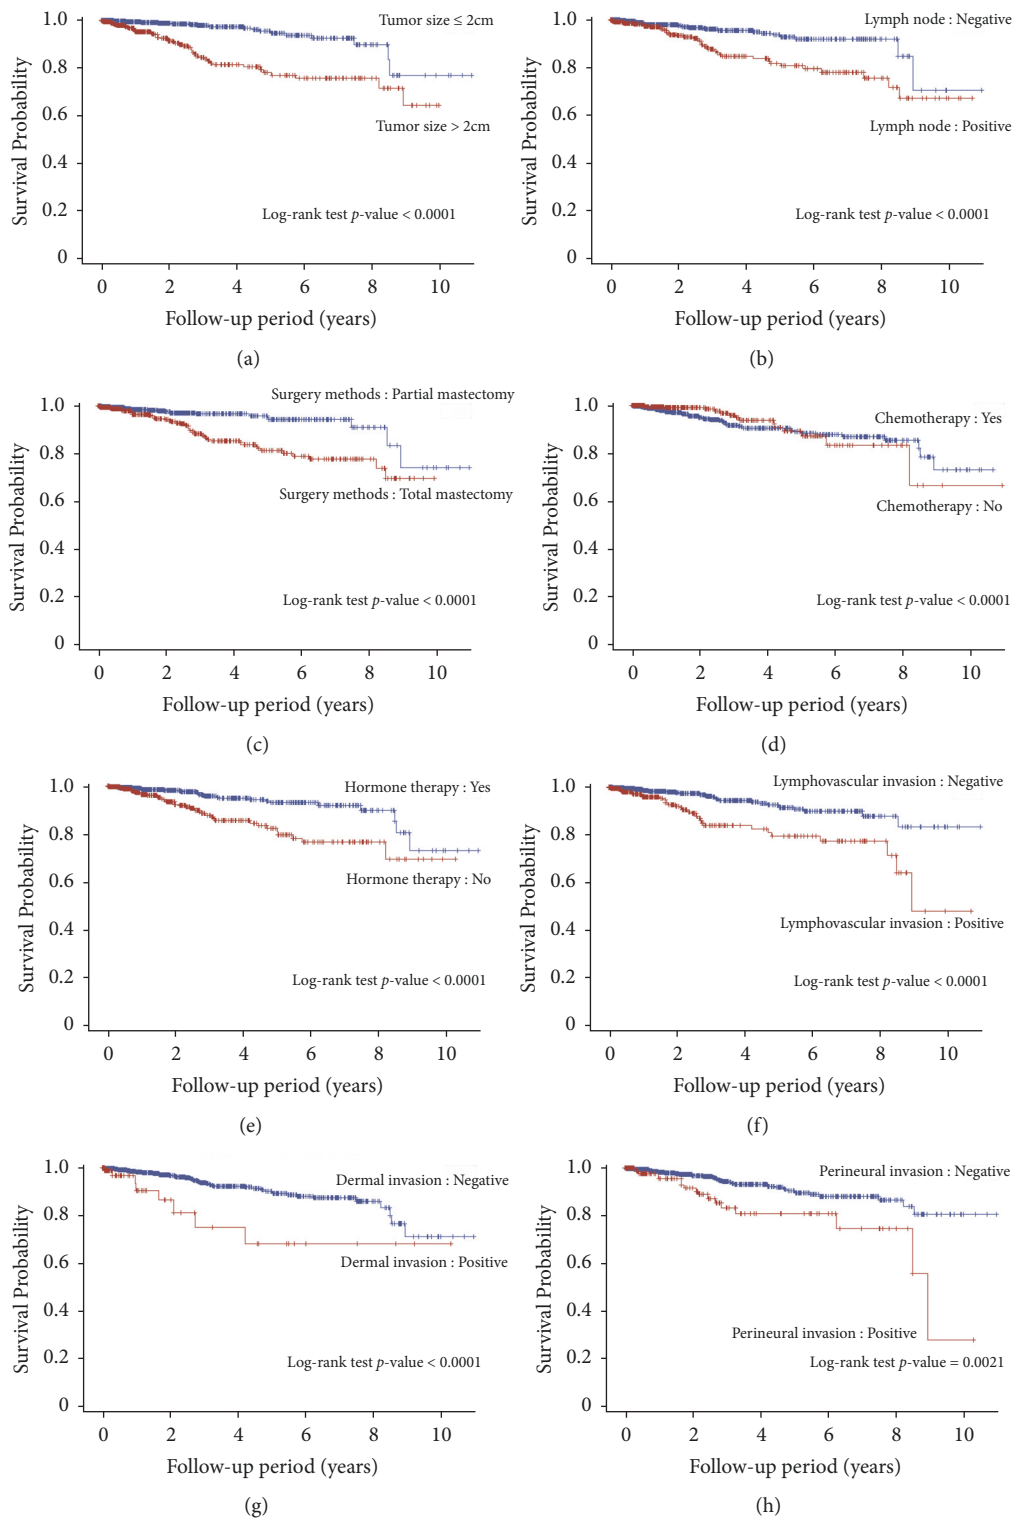 Tumor size ≤ 2cm
Tumor size > 2cm
Log-rank test p-value < 0.0001
Survival Probability
1.0
0.8
0.6
0.4
0.2
0
0 2 4 6 8 10
Follow-up period (years)
(a)
Lymph node : Negative
Lymph node : Positive
Log-rank test p-value < 0.0001
Survival Probability
1.0
0.8
0.6
0.4
0.2
0
0 2 4 6 8 10
Follow-up period (years)
(b)
Surgery methods : Partial mastectomy
Surgery methods : Total mastectomy
Log-rank test p-value < 0.0001
Survival Probability
1.0
0.8
0.6
0.4
0.2
0
0 2 4 6 8 10
Follow-up period (years)
(c)
Chemotherapy : Yes
Chemotherapy : No
Log-rank test p-value < 0.0001
Survival Probability
1.0
0.8
0.6
0.4
0.2
0
0 2 4 6 8 10
Follow-up period (years)
(d)
Hormone therapy : Yes
Hormone therapy : No
Log-rank test p-value < 0.0001
Survival Probability
1.0
0.8
0.6
0.4
0.2
0
0 2 4 6 8 10
Follow-up period (years)
(e)
Lymphovascular invasion : Negative
Lymphovascular invasion : Positive
Log-rank test p-value < 0.0001
Survival Probability
1.0
0.8
0.6
0.4
0.2
0
0 2 4 6 8 10
Follow-up period (years)
(f)
Dermal invasion : Negative
Dermal invasion : Positive
Log-rank test p-value < 0.0001
Survival Probability
1.0
0.8
0.6
0.4
0.2
0
0 2 4 6 8 10
Follow-up period (years)
(g)
Perineural invasion : Negative
Perineural invasion : Positive
Log-rank test p-value = 0.0021
Survival Probability
1.0
0.8
0.6
0.4
0.2
0
0 2 4 6 8 10
Follow-up period (years)
(h)